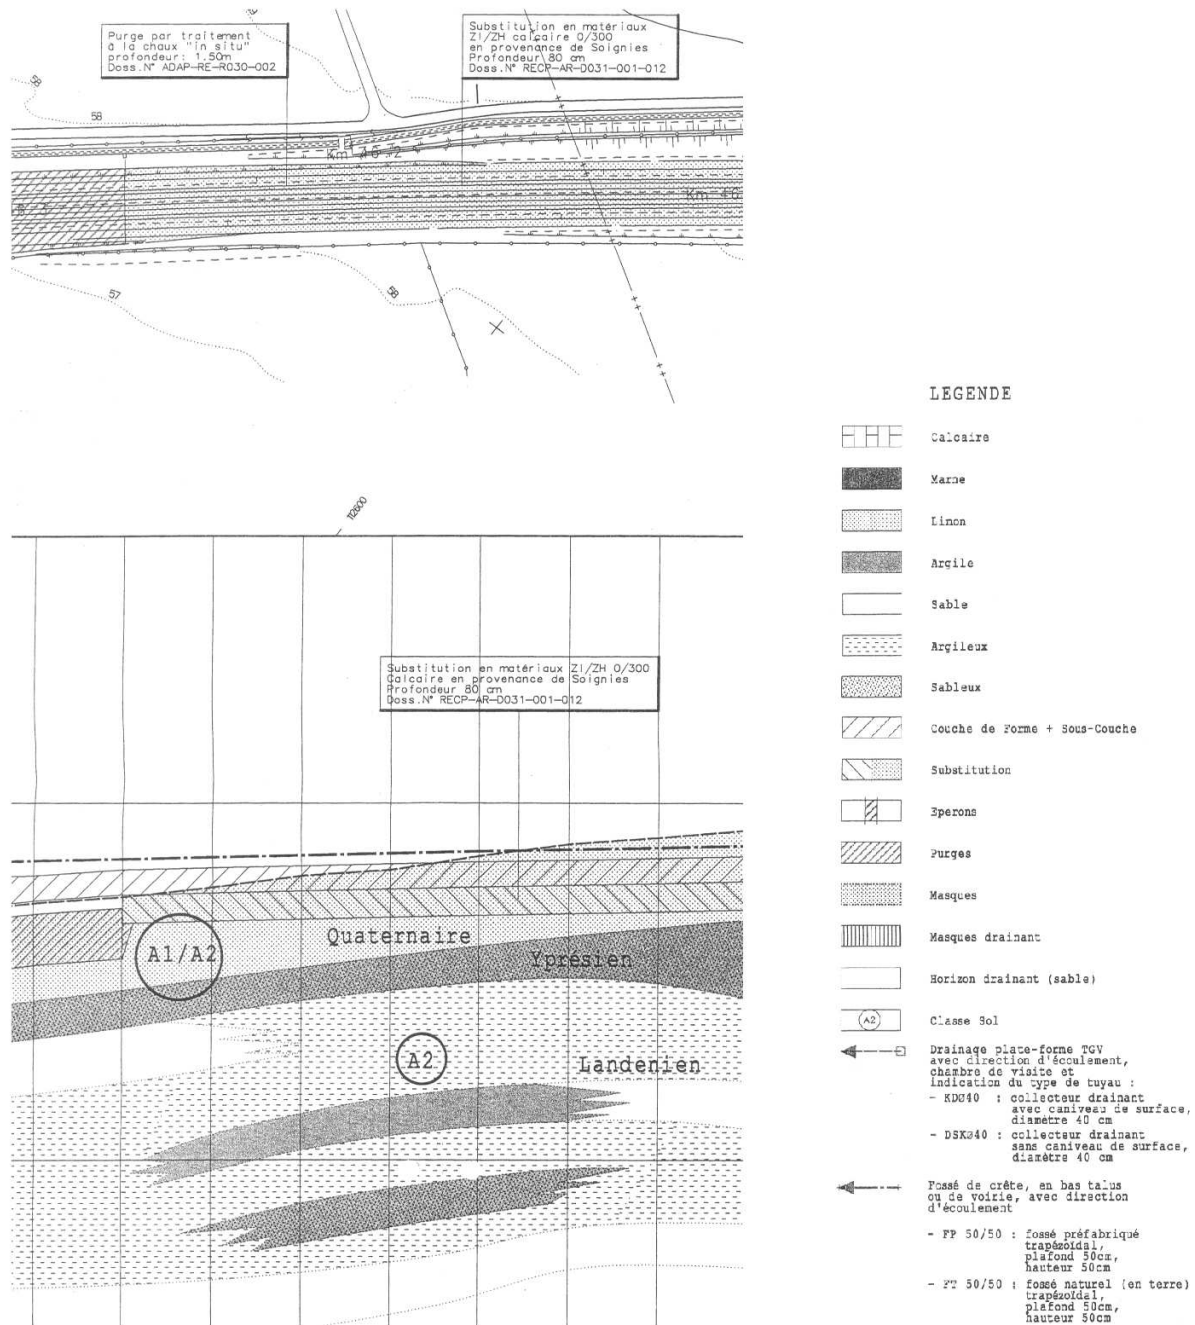 Purge par traitement
à la chaux "in situ"
profondeur: 1.50m
Doss.N° ADAP-RE-R030-002
Substitution en matériaux
ZI/ZH calcaire 0/300
en provenance de Soignies
Profondeur 80 cm
Doss.N° RECP-AR-D031-001-012
58
58
Km 46
57
58
LEGENDE
Calcaire
Marne
Limon
Argile
Sable
Argileux
Sableux
Couche de Forme + Sous-Couche
Substitution
Eperons
Purges
Masques
Masques drainant
Horizon drainant (sable)
A2
Classe Sol
Drainage plate-forme TGV
avec direction d'écoulement,
chambre de visite et
indication du type de tuyau :
- KDØ40 : collecteur drainant
avec caniveau de surface,
diamètre 40 cm
- DSKØ40 : collecteur drainant
sans caniveau de surface,
diamètre 40 cm
Fossé de crête, en bas talus
ou de voirie, avec direction
d'écoulement
- FP 50/50 : fossé préfabriqué
trapézoïdal,
plafond 50cm,
hauteur 50cm
- FT 50/50 : fossé naturel (en terre)
trapézoïdal,
plafond 50cm,
hauteur 50cm
112600
Substitution en matériaux ZI/ZH 0/300
Calcaire en provenance de Soignies
Profondeur 80 cm
Doss.N° RECP-AR-D031-001-012
A1/A2
Quaternaire
Yprésien
A2
Landenien